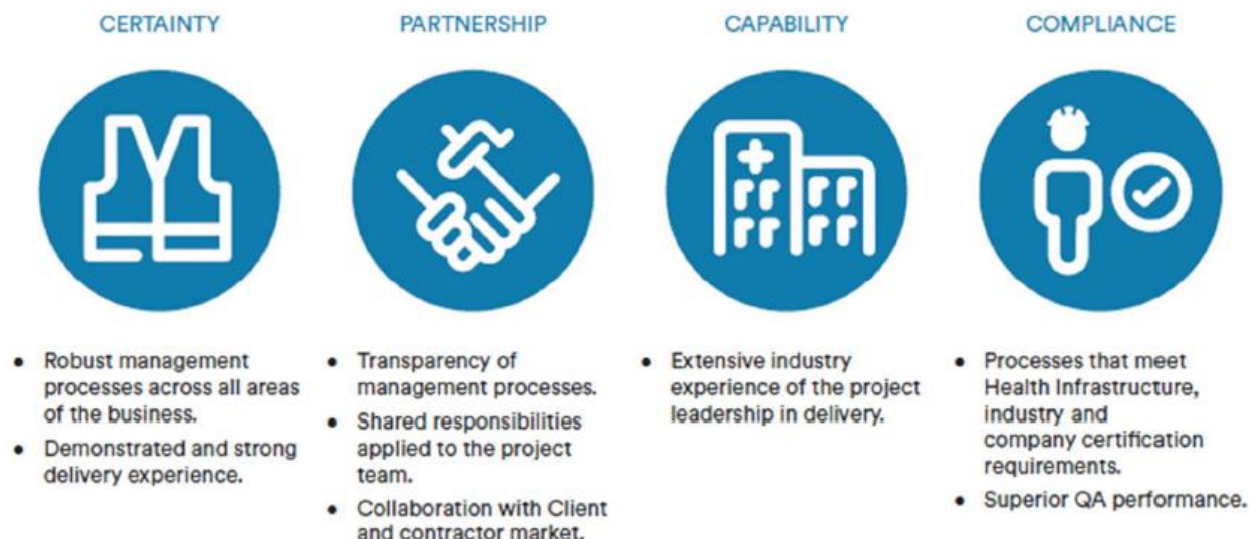 CERTAINTY
PARTNERSHIP
CAPABILITY
COMPLIANCE
• Robust management
processes across all areas
of the business.
• Demonstrated and strong
delivery experience.
• Transparency of
management processes.
• Shared responsibilities
applied to the project
team.
• Collaboration with Client
and contractor market.
• Extensive industry
experience of the project
leadership in delivery.
• Processes that meet
Health Infrastructure,
industry and
company certification
requirements.
• Superior QA performance.